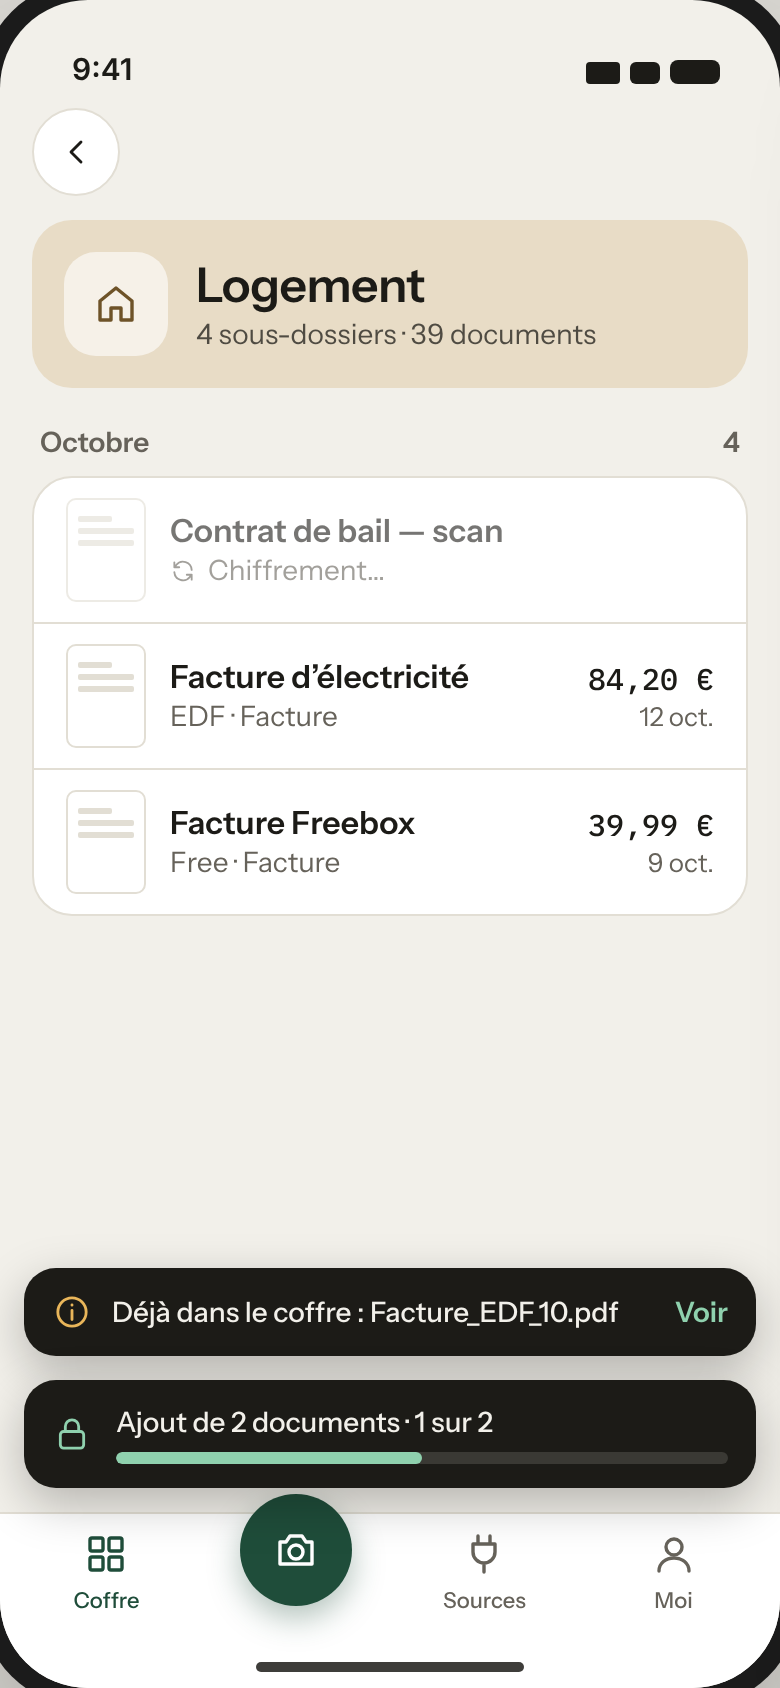 9:41
Logement
4 sous-dossiers · 39 documents
Octobre 4
Contrat de bail — scan
Chiffrement…
Facture d’électricité 84,20 €
EDF · Facture 12 oct.
Facture Freebox 39,99 €
Free · Facture 9 oct.
Déjà dans le coffre : Facture_EDF_10.pdf Voir
Ajout de 2 documents · 1 sur 2
Coffre Sources Moi